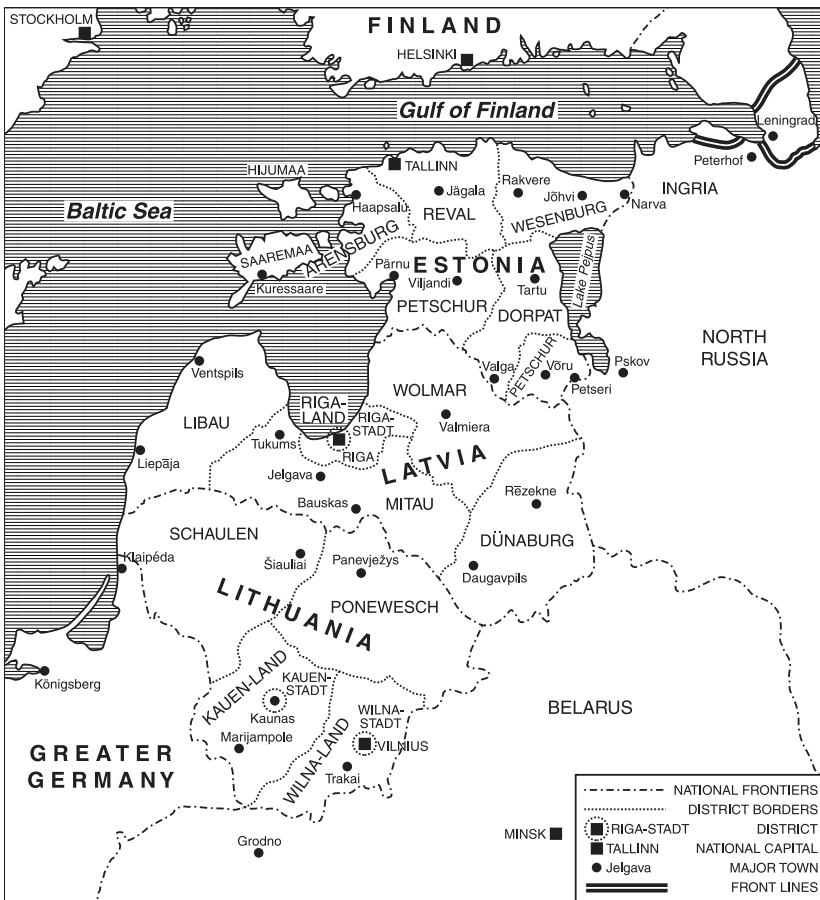 STOCKHOLM
FINLAND
HELSINKI
Gulf of Finland
Leningrad
Peterhof
TALLINN
HIJUMAA
Jägala
Rakvere
INGRIA
Jõhvi
Narva
Baltic Sea
Haapsalu
REVAL
WESENBURG
ARENSBURG
SAAREMAA
Kuressaare
ESTONIA
Pärnu
Viljandi
Tartu
Lake Peipus
PETSCHUR
DORPAT
NORTH
RUSSIA
Ventspils
Valga
PETSCHUR
Võru
Petseri
Pskov
WOLMAR
RIGA-
LAND
RIGA-
STADT
Valmiera
LIBAU
Tukums
RIGA
LATVIA
Liepāja
Jelgava
Bauskas
MITAU
Rēzekne
SCHAULEN
DÜNABURG
Klaipéda
Šiauliai
Panevježys
Daugavpils
LITHUANIA
PONEWESCH
Königsberg
KAUEN-LAND
KAUEN-
STADT
Kaunas
WILNA-
STADT
BELARUS
Marijampole
VILNIUS
WILNA-LAND
Trakai
GREATER
GERMANY
Grodno
MINSK
NATIONAL FRONTIERS
DISTRICT BORDERS
RIGA-STADT DISTRICT
TALLINN NATIONAL CAPITAL
Jelgava MAJOR TOWN
FRONT LINES